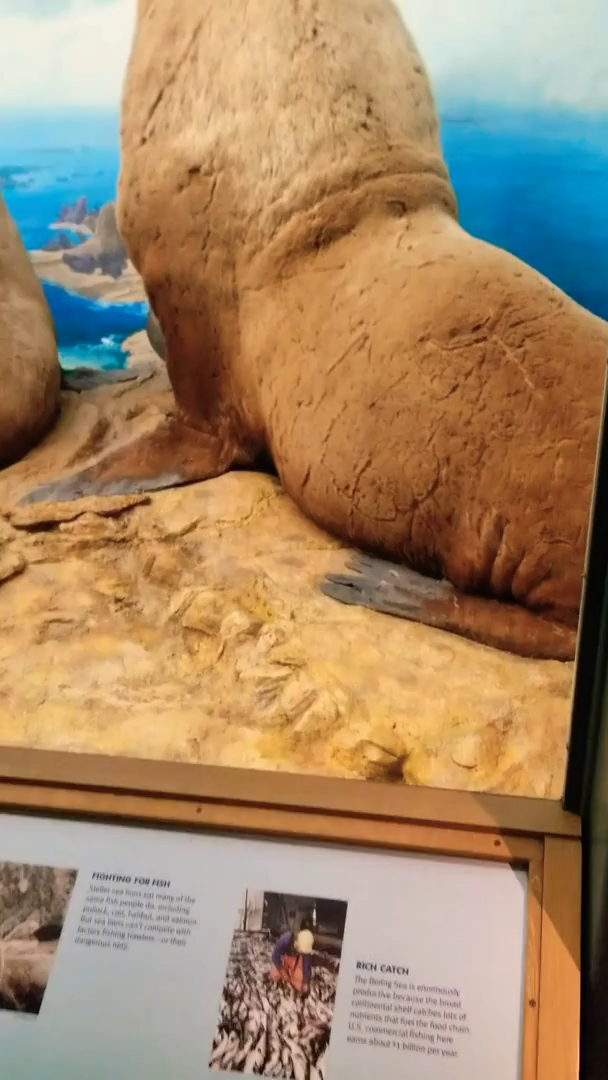 FIGHTING FOR FISH
Steller sea lions eat many of the
same fish people do, including
pollock, cod, halibut, and salmon.
But sea lions can't compete with
factory fishing trawlers—or their
dangerous nets.
RICH CATCH
The Bering Sea is enormously
productive because the broad
continental shelf catches lots of
nutrients that fuel the food chain.
U.S. commercial fishing here
earns about $1 billion per year.